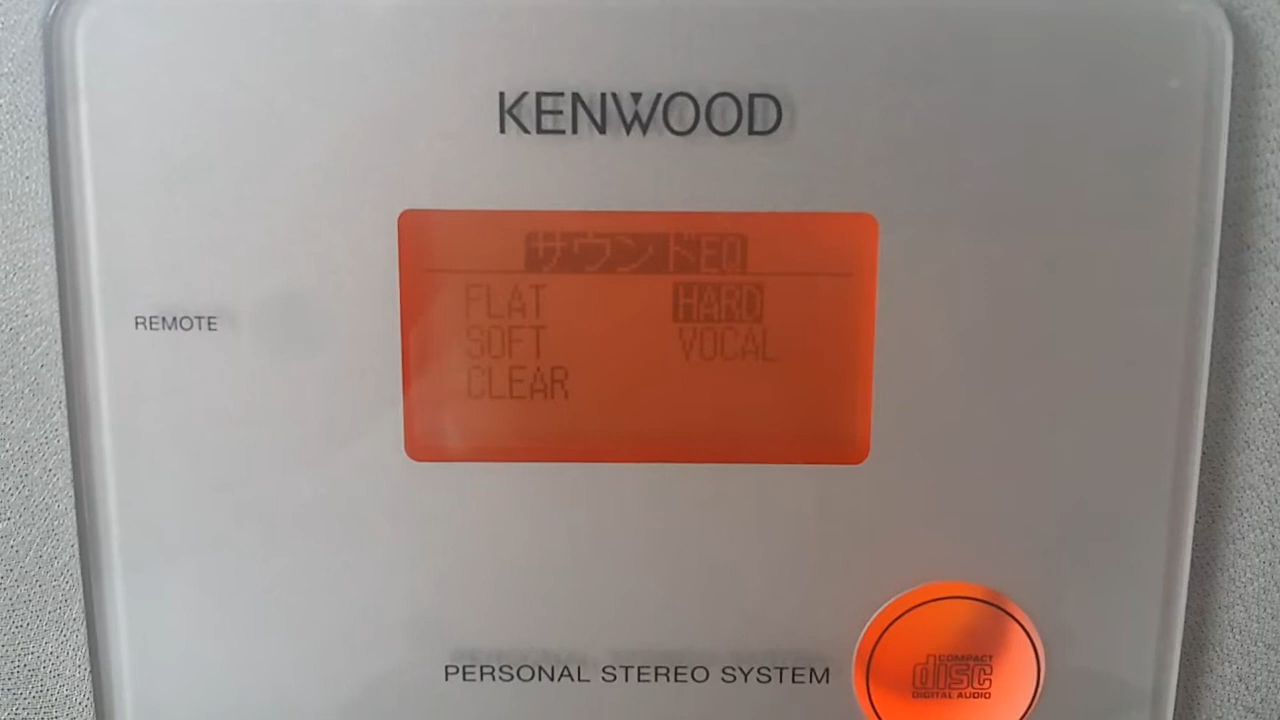 KENWOOD
サウンドEQ
FLAT HARD
SOFT VOCAL
CLEAR
REMOTE
PERSONAL STEREO SYSTEM
COMPACT
disc
DIGITAL AUDIO